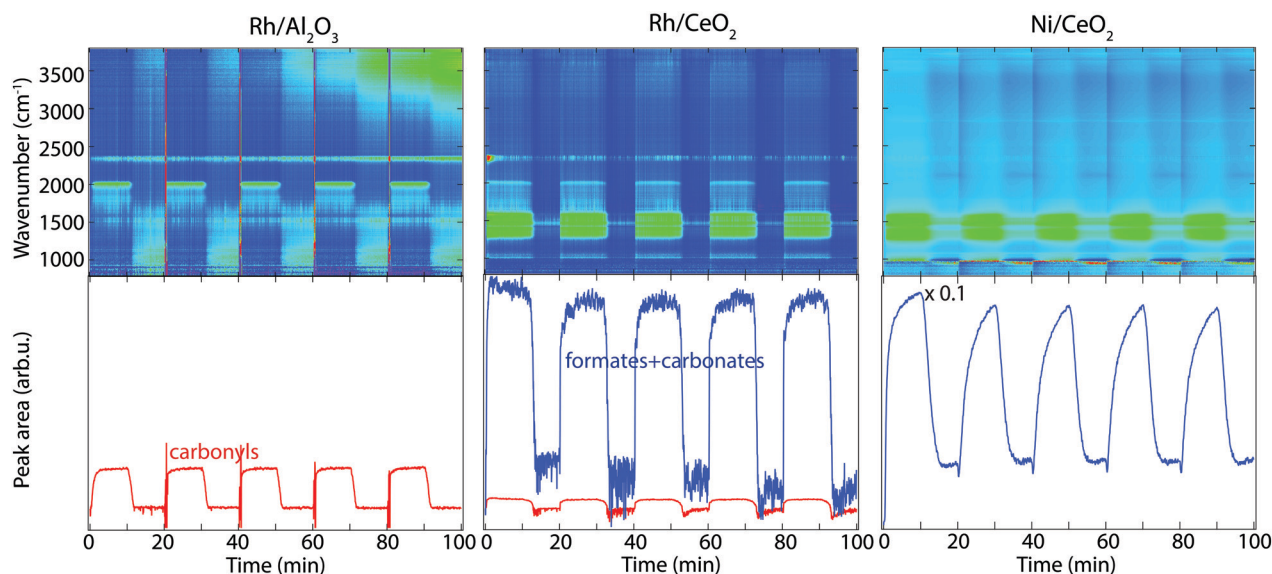 Rh/Al₂O₃
Rh/CeO₂
Ni/CeO₂
Wavenumber (cm⁻¹)
3500
3000
2500
2000
1500
1000
Peak area (arb.u.)
carbonyls
formates+carbonates
x 0.1
0 20 40 60 80 100
0 20 40 60 80 100
0 20 40 60 80 100
Time (min)
Time (min)
Time (min)